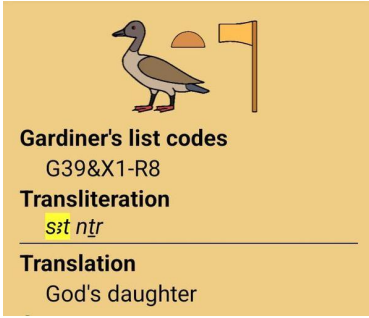 Gardiner's list codes
G39&X1-R8
Transliteration
sꜣt nṯr
Translation
God's daughter